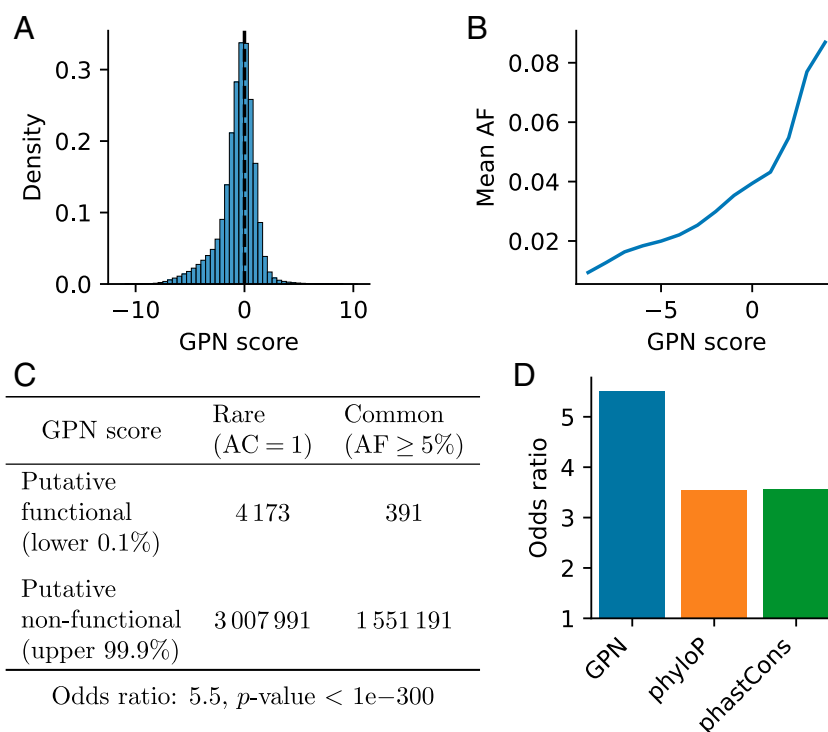 A
0.3
0.2
0.1
0.0
Density
−10 0 10
GPN score
B
0.08
0.06
0.04
0.02
Mean AF
−5 0
GPN score
C
GPN score Rare (AC = 1) Common (AF ≥ 5%)
Putative
functional 4 173 391
(lower 0.1%)
Putative
non-functional 3 007 991 1 551 191
(upper 99.9%)
Odds ratio: 5.5, p-value < 1e−300
D
5
4
3
2
1
Odds ratio
GPN
phyloP
phastCons